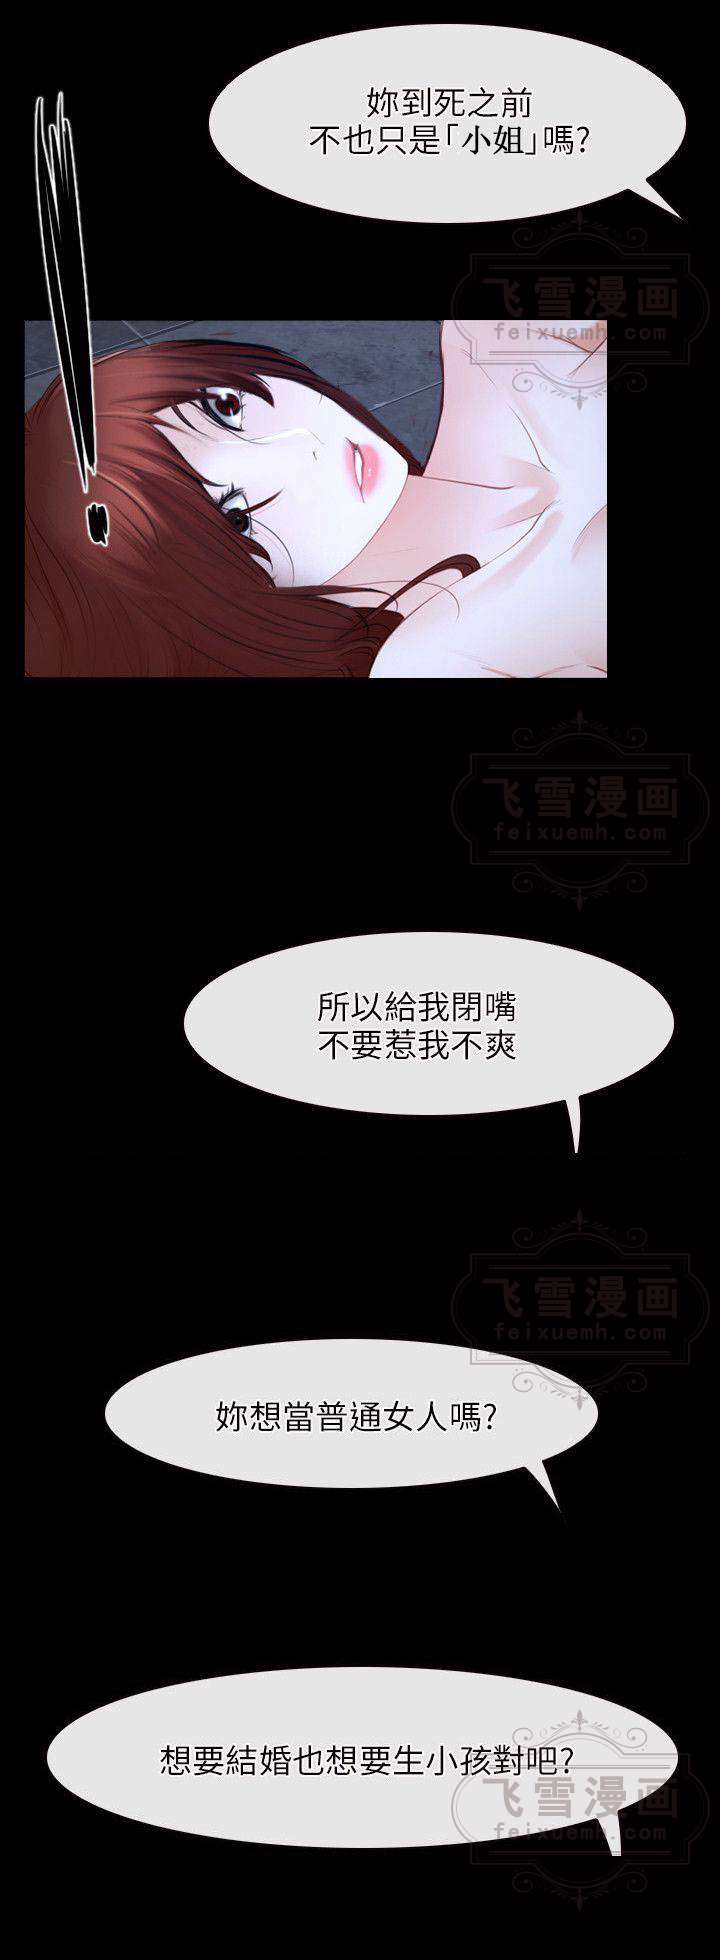 妳到死之前
不也只是「小姐」嗎?
飞雪漫画
feixuemh.com
飞雪漫画
feixuemh.com
所以給我閉嘴
不要惹我不爽
飞雪漫画
feixuemh.com
妳想當普通女人嗎?
想要結婚也想要生小孩對吧?
飞雪漫画
feixuemh.com